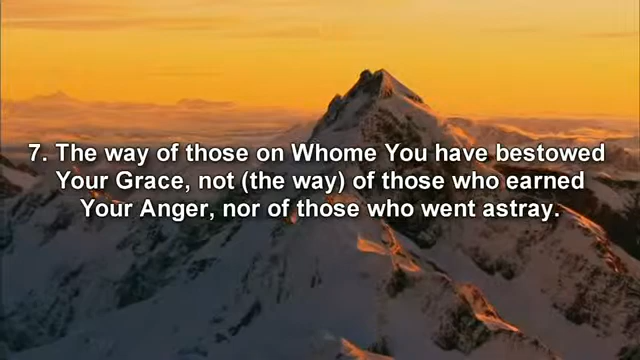 7. The way of those on Whome You have bestowed
Your Grace, not (the way) of those who earned
Your Anger, nor of those who went astray.